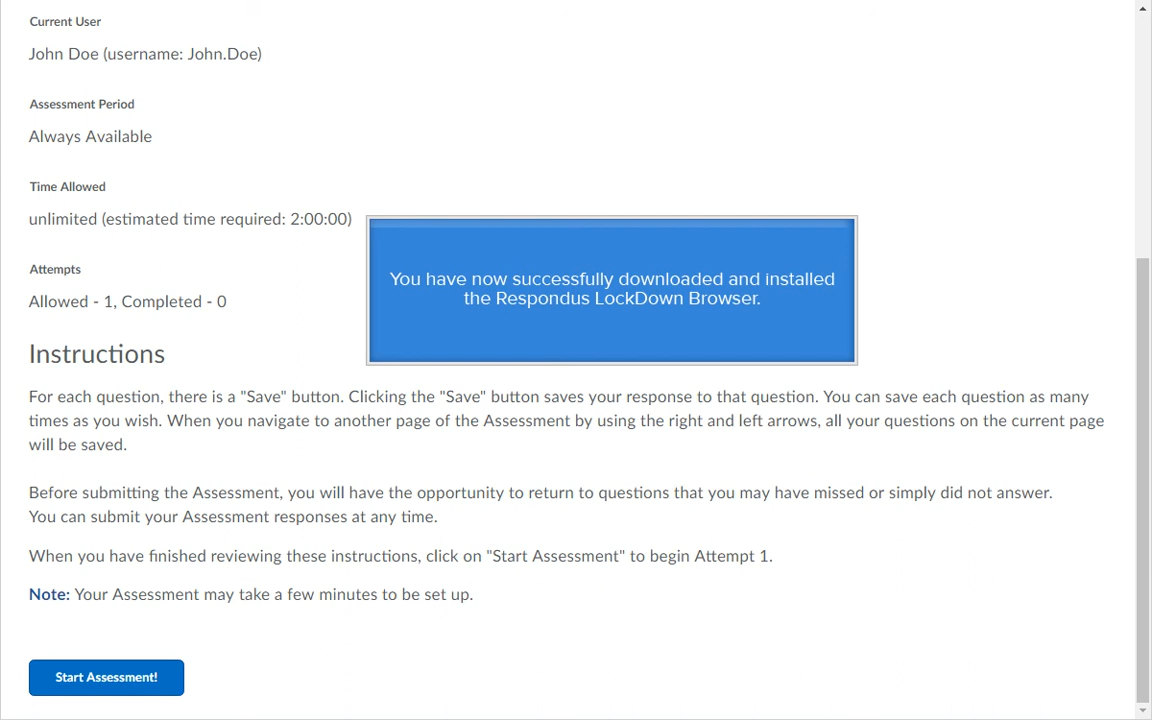 Current User
John Doe (username: John.Doe)
Assessment Period
Always Available
Time Allowed
unlimited (estimated time required: 2:00:00)
You have now successfully downloaded and installed
the Respondus LockDown Browser.
Attempts
Allowed - 1, Completed - 0
Instructions
For each question, there is a "Save" button. Clicking the "Save" button saves your response to that question. You can save each question as many
times as you wish. When you navigate to another page of the Assessment by using the right and left arrows, all your questions on the current page
will be saved.
Before submitting the Assessment, you will have the opportunity to return to questions that you may have missed or simply did not answer.
You can submit your Assessment responses at any time.
When you have finished reviewing these instructions, click on "Start Assessment" to begin Attempt 1.
Note: Your Assessment may take a few minutes to be set up.
Start Assessment!